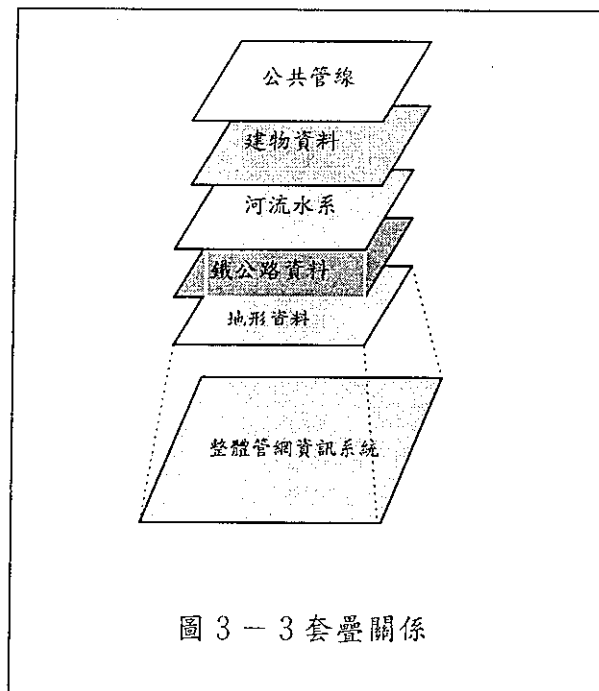 公共管線
建物資料
河流水系
鐵公路資料
地形資料
整體管網資訊系統
圖3－3套疊關係